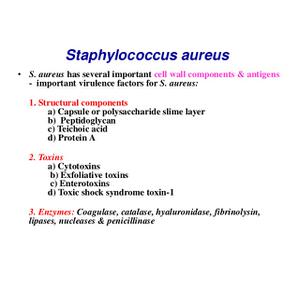 Staphylococcus aureus
• S. aureus has several important cell wall components & antigens
- important virulence factors for S. aureus:
1. Structural components
a) Capsule or polysaccharide slime layer
b) Peptidoglycan
c) Teichoic acid
d) Protein A
2. Toxins
a) Cytotoxins
b) Exfoliative toxins
c) Enterotoxins
d) Toxic shock syndrome toxin-1
3. Enzymes: Coagulase, catalase, hyaluronidase, fibrinolysin,
lipases, nucleases & penicillinase